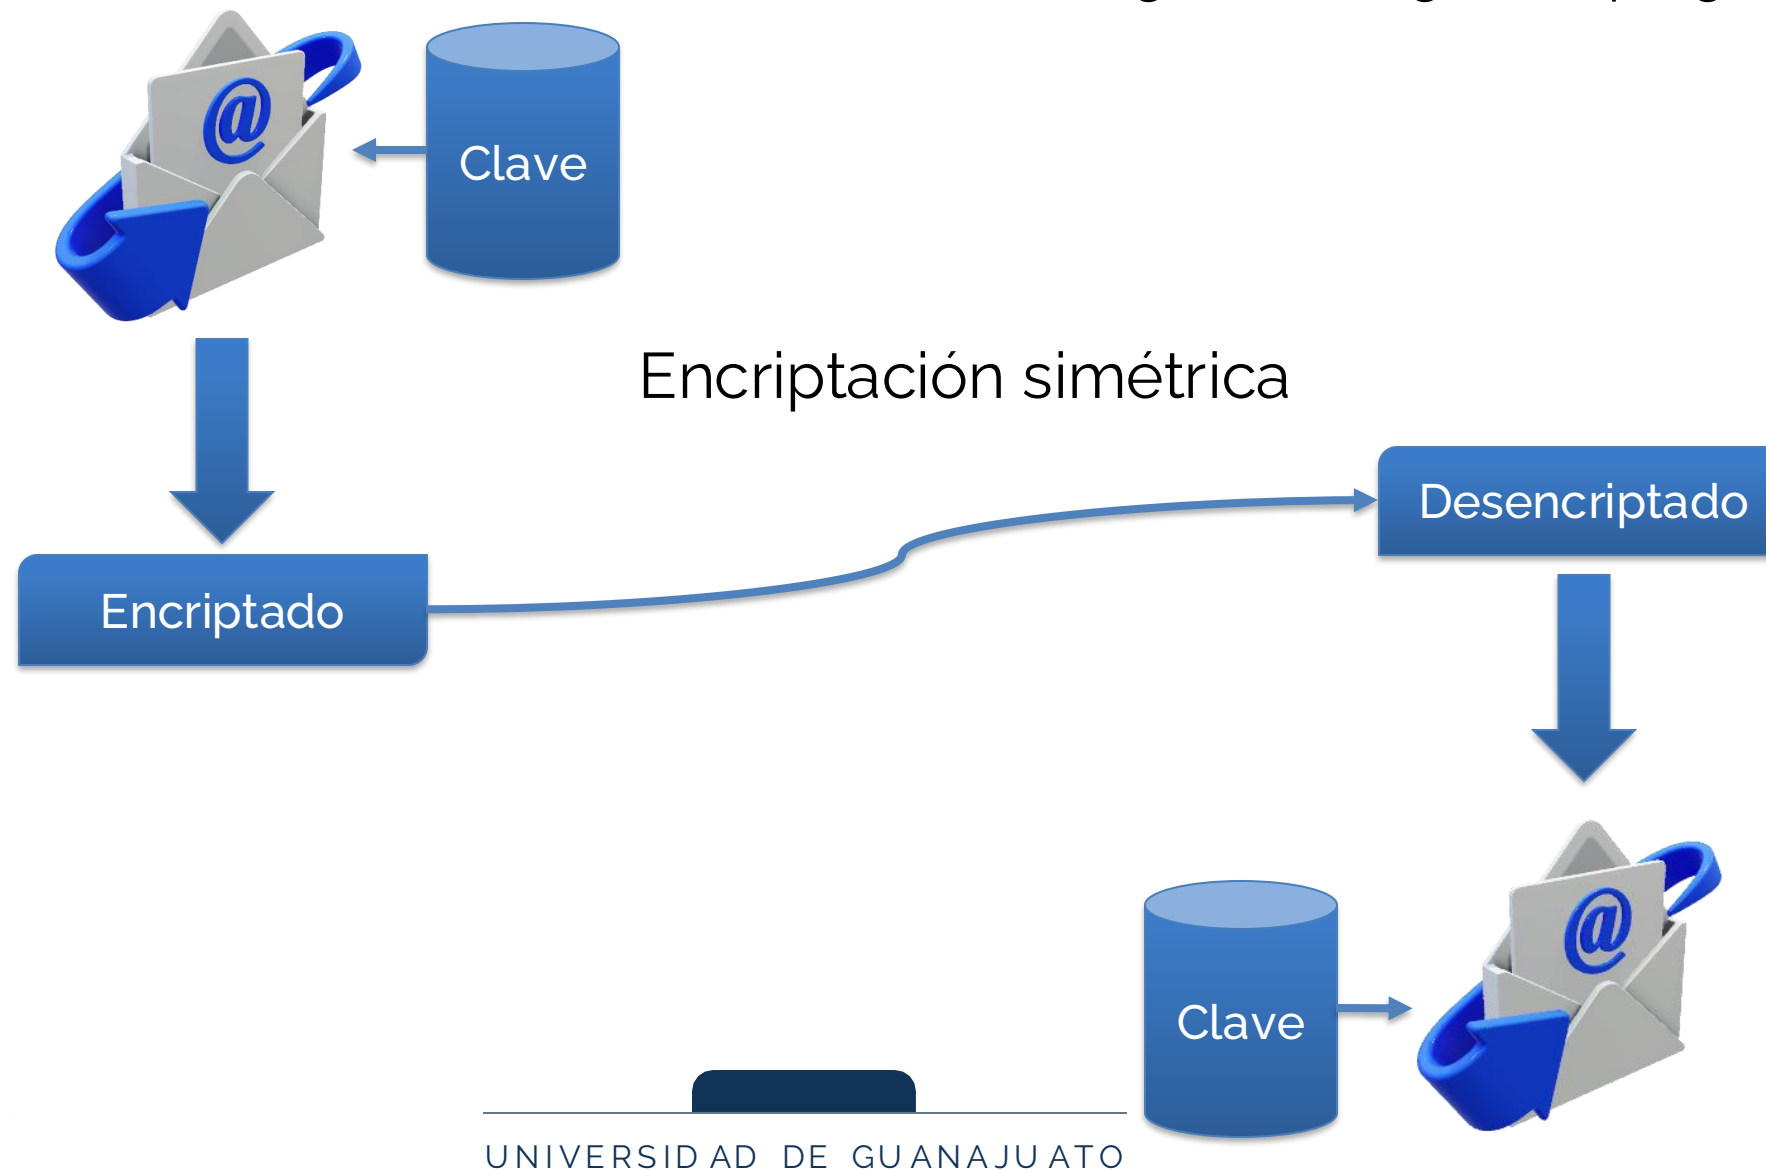 @
Clave
Encriptación simétrica
Desencriptado
Encriptado
@
Clave
UNIVERSIDAD DE GUANAJUATO